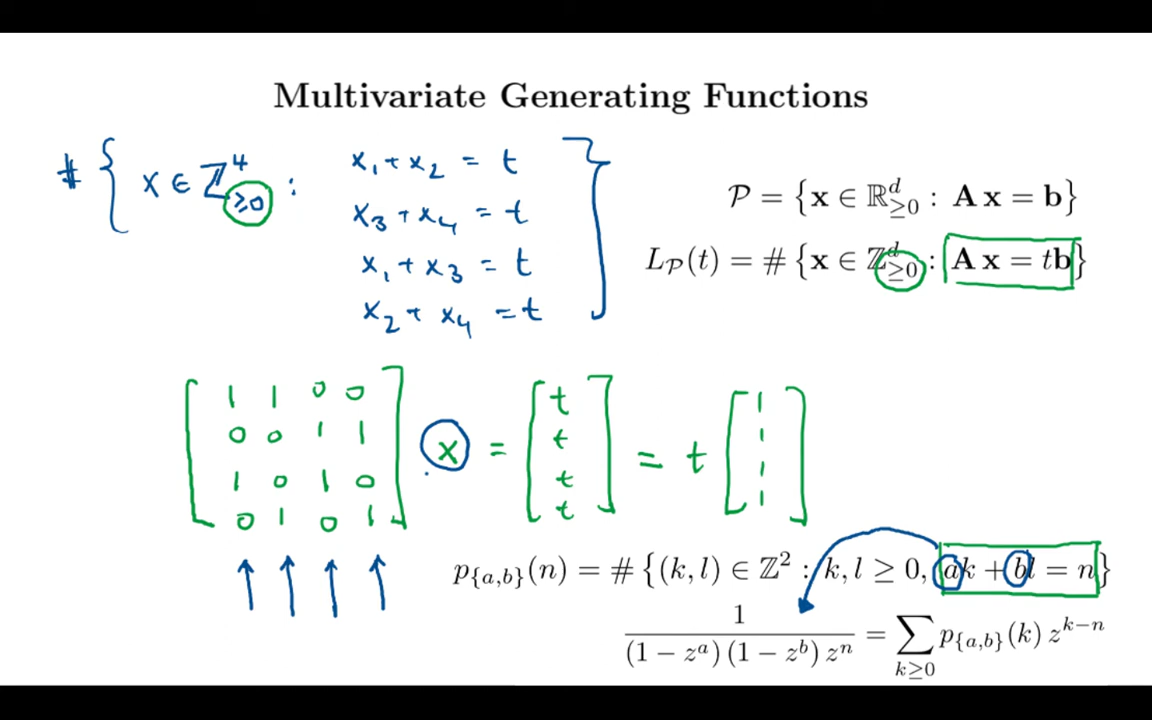 Multivariate Generating Functions
# { x ∈ ℤ⁴≥0 : x₁ + x₂ = t
x₃ + x₄ = t
x₁ + x₃ = t
x₂ + x₄ = t }
𝒫 = {x ∈ ℝᵈ≥0 : A x = b}
L𝒫(t) = # {x ∈ ℤᵈ≥0 : A x = tb}
[ 1 1 0 0
0 0 1 1
1 0 1 0
0 1 0 1 ] x = [ t t t t ] = t [ 1 1 1 1 ]
p{a,b}(n) = # {(k, l) ∈ ℤ² : k, l ≥ 0, ak + bl = n}
1 / ((1 − zᵃ) (1 − zᵇ) zⁿ) = ∑k≥0 p{a,b}(k) zᵏ⁻ⁿ